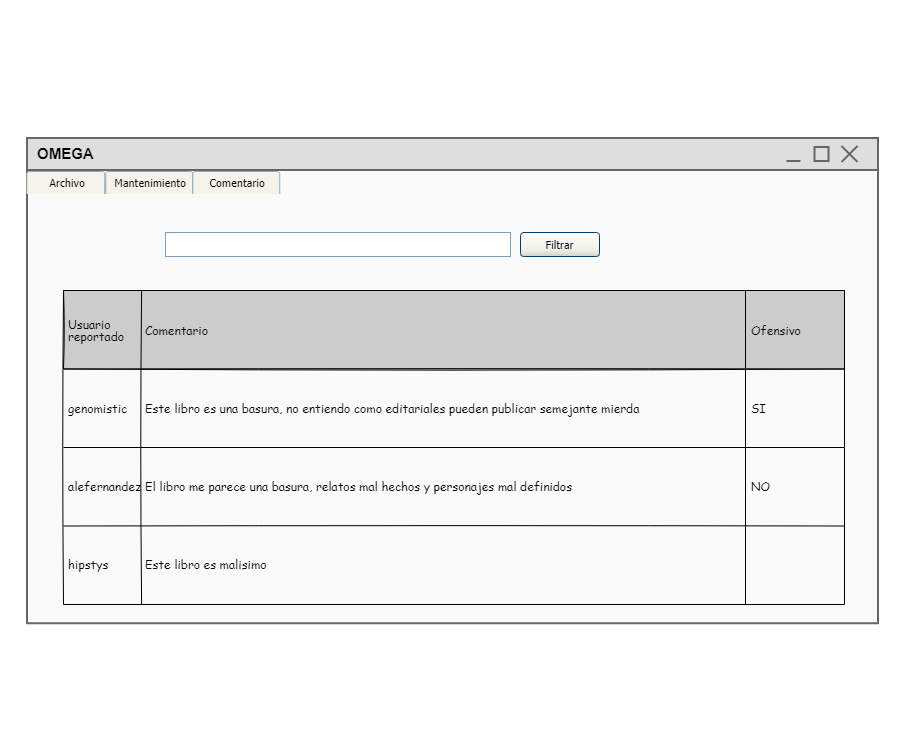 OMEGA
Archivo Mantenimiento Comentario
Filtrar
Usuario
reportado
Comentario
Ofensivo
genomistic Este libro es una basura, no entiendo como editariales pueden publicar semejante mierda SI
alefernandez El libro me parece una basura, relatos mal hechos y personajes mal definidos NO
hipstys Este libro es malisimo